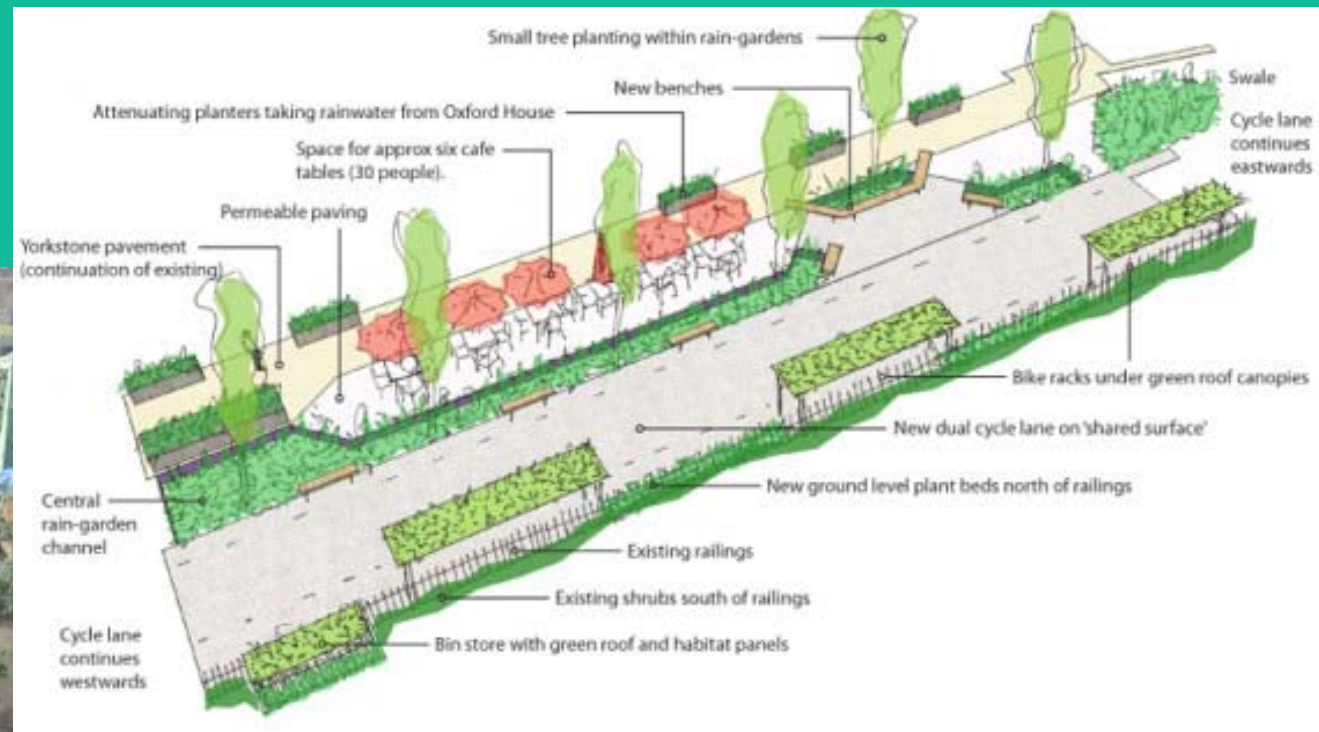 Small tree planting within rain-gardens
New benches
Attenuating planters taking rainwater from Oxford House
Space for approx six cafe
tables (30 people).
Permeable paving
Yorkstone pavement
(continuation of existing)
Swale
Cycle lane
continues
eastwards
Bike racks under green roof canopies
New dual cycle lane on 'shared surface'
New ground level plant beds north of railings
Central
rain-garden
channel
Existing railings
Existing shrubs south of railings
Bin store with green roof and habitat panels
Cycle lane
continues
westwards